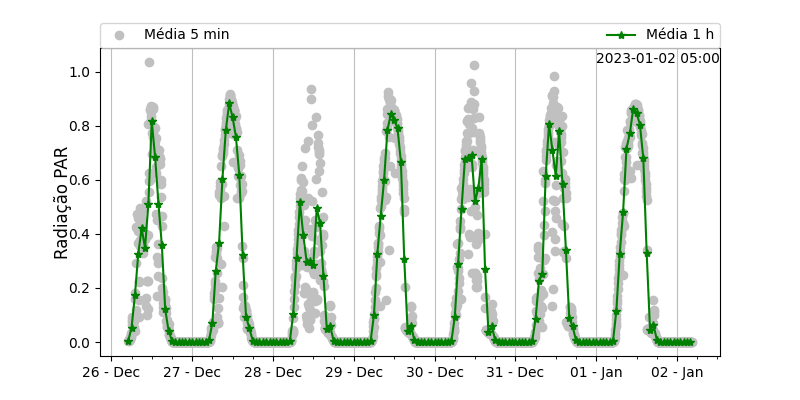 Média 5 min
Média 1 h
2023-01-02 05:00
Radiação PAR
1.0
0.8
0.6
0.4
0.2
0.0
26 - Dec
27 - Dec
28 - Dec
29 - Dec
30 - Dec
31 - Dec
01 - Jan
02 - Jan